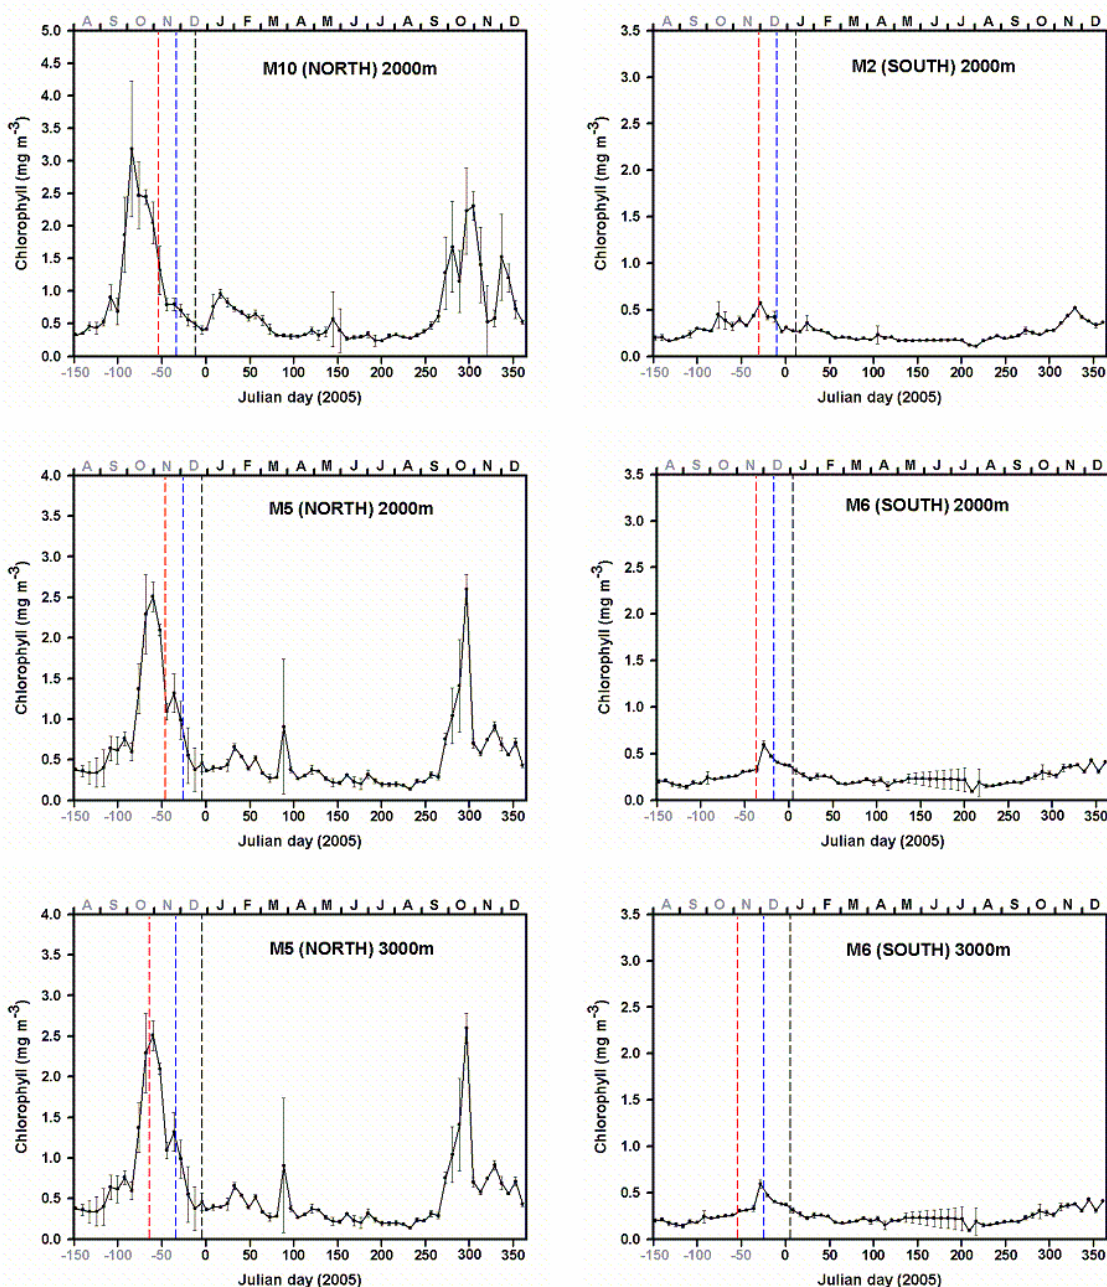 A S O N D J F M A M J J A S O N D
5.0
4.5
4.0
3.5
3.0
2.5
2.0
1.5
1.0
0.5
0.0
Chlorophyll (mg m⁻³)
M10 (NORTH) 2000m
-150 -100 -50 0 50 100 150 200 250 300 350
Julian day (2005)
A S O N D J F M A M J J A S O N D
3.5
3.0
2.5
2.0
1.5
1.0
0.5
0.0
Chlorophyll (mg m⁻³)
M2 (SOUTH) 2000m
-150 -100 -50 0 50 100 150 200 250 300 350
Julian day (2005)
A S O N D J F M A M J J A S O N D
4.0
3.5
3.0
2.5
2.0
1.5
1.0
0.5
0.0
Chlorophyll (mg m⁻³)
M5 (NORTH) 2000m
-150 -100 -50 0 50 100 150 200 250 300 350
Julian day (2005)
A S O N D J F M A M J J A S O N D
3.5
3.0
2.5
2.0
1.5
1.0
0.5
0.0
Chlorophyll (mg m⁻³)
M6 (SOUTH) 2000m
-150 -100 -50 0 50 100 150 200 250 300 350
Julian day (2005)
A S O N D J F M A M J J A S O N D
4.0
3.5
3.0
2.5
2.0
1.5
1.0
0.5
0.0
Chlorophyll (mg m⁻³)
M5 (NORTH) 3000m
-150 -100 -50 0 50 100 150 200 250 300 350
Julian day (2005)
A S O N D J F M A M J J A S O N D
3.5
3.0
2.5
2.0
1.5
1.0
0.5
0.0
Chlorophyll (mg m⁻³)
M6 (SOUTH) 3000m
-150 -100 -50 0 50 100 150 200 250 300 350
Julian day (2005)